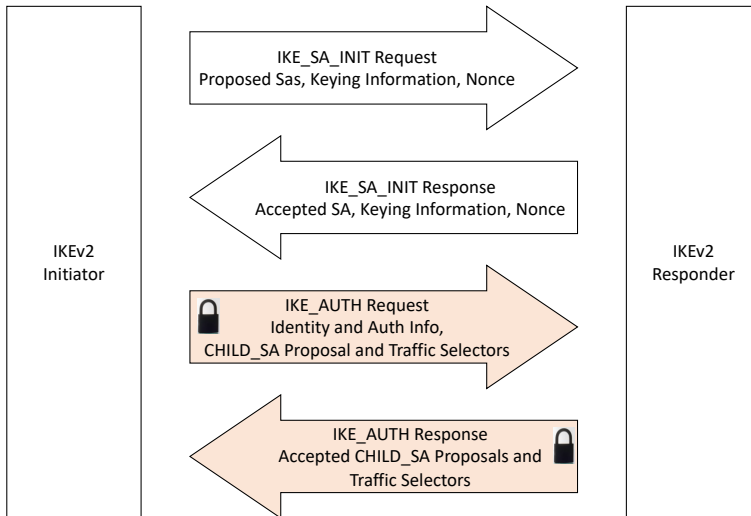 IKE_SA_INIT Request
Proposed Sas, Keying Information, Nonce
IKE_SA_INIT Response
Accepted SA, Keying Information, Nonce
IKEv2
Initiator
IKEv2
Responder
IKE_AUTH Request
Identity and Auth Info,
CHILD_SA Proposal and Traffic Selectors
IKE_AUTH Response
Accepted CHILD_SA Proposals and
Traffic Selectors